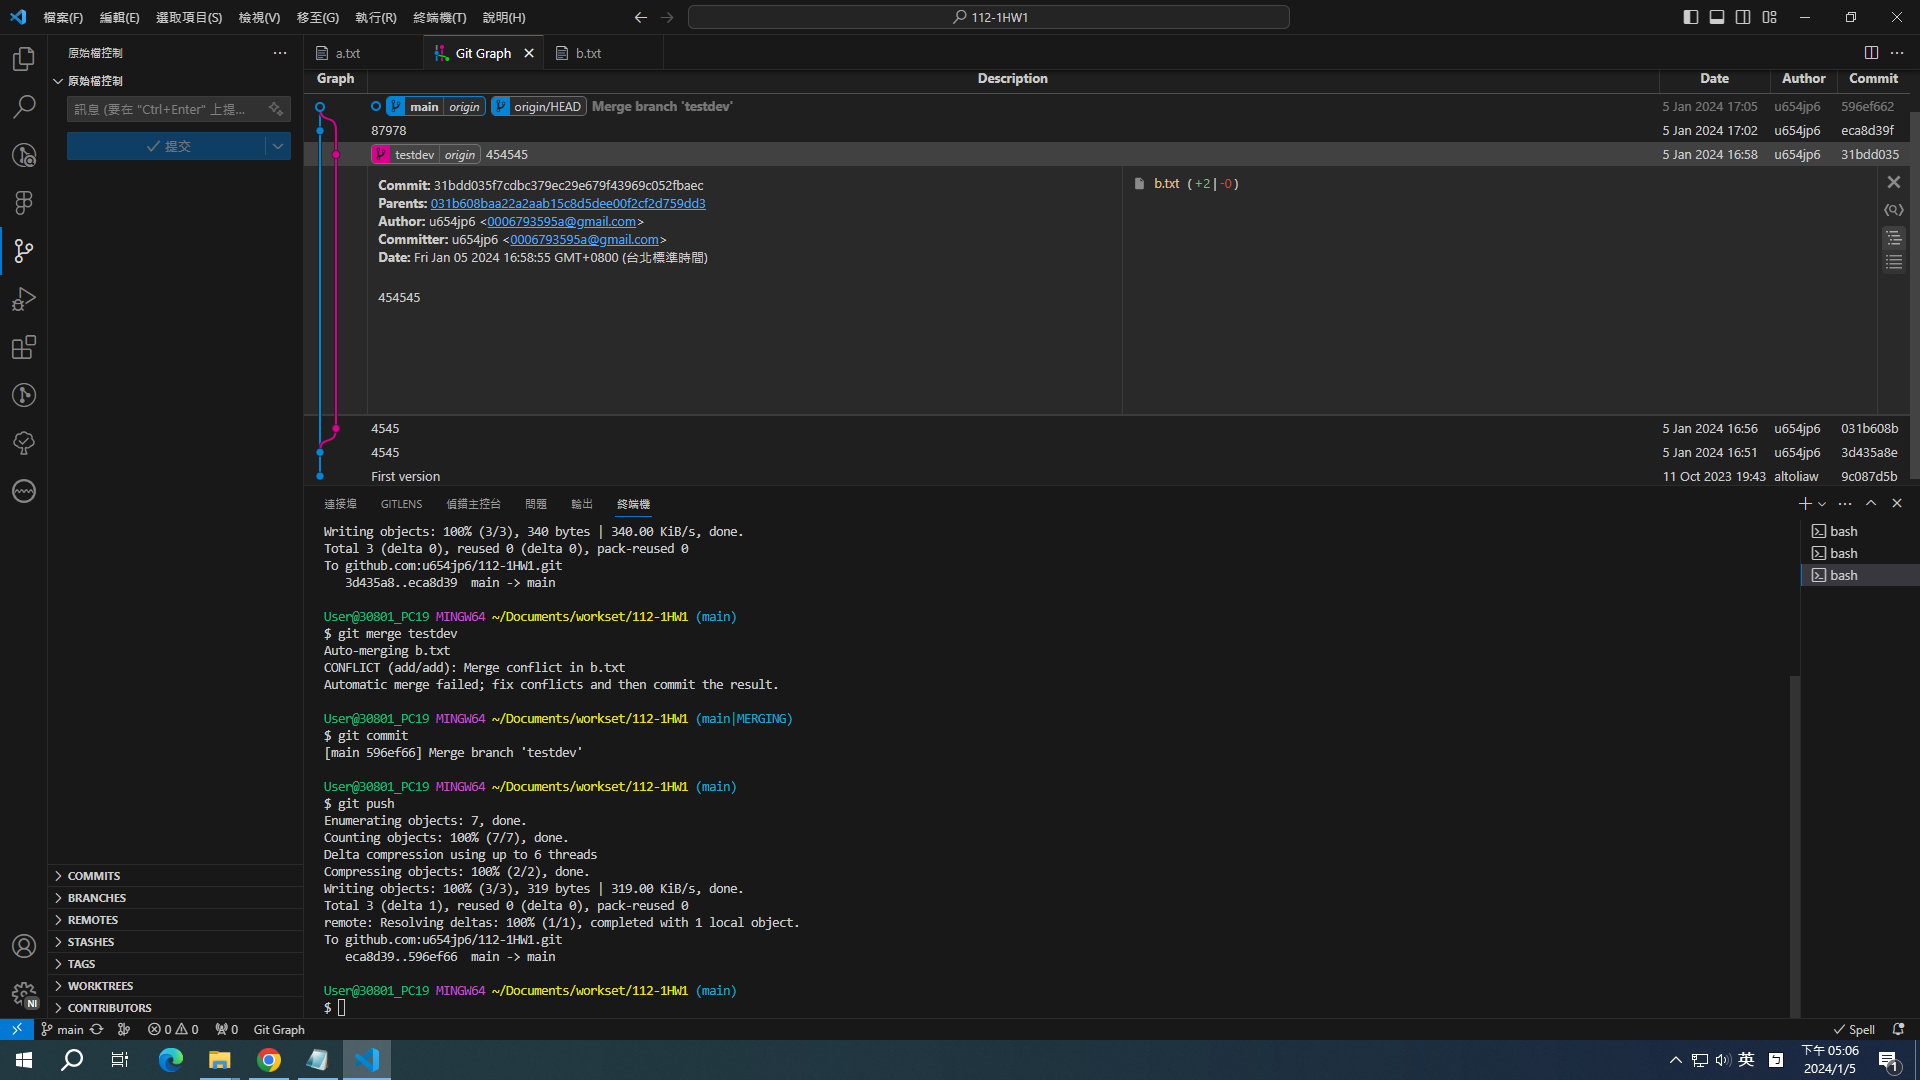 檔案(F) 編輯(E) 選取項目(S) 檢視(V) 移至(G) 執行(R) 終端機(T) 說明(H)
112-1HW1
原始檔控制
a.txt
Git Graph
b.txt
原始檔控制
訊息 (要在 "Ctrl+Enter" 上提...
提交
Graph Description Date Author Commit
main origin origin/HEAD Merge branch 'testdev' 5 Jan 2024 17:05 u654jp6 596ef662
87978 5 Jan 2024 17:02 u654jp6 eca8d39f
testdev origin 454545 5 Jan 2024 16:58 u654jp6 31bdd035
Commit: 31bdd035f7cdbc379ec29e679f43969c052fbaec
Parents: 031b608baa22a2aab15c8d5dee00f2cf2d759dd3
Author: u654jp6 <0006793595a@gmail.com>
Committer: u654jp6 <0006793595a@gmail.com>
Date: Fri Jan 05 2024 16:58:55 GMT+0800 (台北標準時間)
454545
b.txt (+2|-0)
4545 5 Jan 2024 16:56 u654jp6 031b608b
4545 5 Jan 2024 16:51 u654jp6 3d435a8e
First version 11 Oct 2023 19:43 altoliaw 9c087d5b
連接埠 GITLENS 偵錯主控台 問題 輸出 終端機
Writing objects: 100% (3/3), 340 bytes | 340.00 KiB/s, done.
Total 3 (delta 0), reused 0 (delta 0), pack-reused 0
To github.com:u654jp6/112-1HW1.git
3d435a8..eca8d39 main -> main
User@30801_PC19 MINGW64 ~/Documents/workset/112-1HW1 (main)
$ git merge testdev
Auto-merging b.txt
CONFLICT (add/add): Merge conflict in b.txt
Automatic merge failed; fix conflicts and then commit the result.
User@30801_PC19 MINGW64 ~/Documents/workset/112-1HW1 (main|MERGING)
$ git commit
[main 596ef66] Merge branch 'testdev'
User@30801_PC19 MINGW64 ~/Documents/workset/112-1HW1 (main)
$ git push
Enumerating objects: 7, done.
Counting objects: 100% (7/7), done.
Delta compression using up to 6 threads
Compressing objects: 100% (2/2), done.
Writing objects: 100% (3/3), 319 bytes | 319.00 KiB/s, done.
Total 3 (delta 1), reused 0 (delta 0), pack-reused 0
remote: Resolving deltas: 100% (1/1), completed with 1 local object.
To github.com:u654jp6/112-1HW1.git
eca8d39..596ef66 main -> main
User@30801_PC19 MINGW64 ~/Documents/workset/112-1HW1 (main)
$
bash
bash
bash
COMMITS
BRANCHES
REMOTES
STASHES
TAGS
WORKTREES
CONTRIBUTORS
NI
main 0 0 0 Git Graph Spell
英
下午 05:06
2024/1/5
1